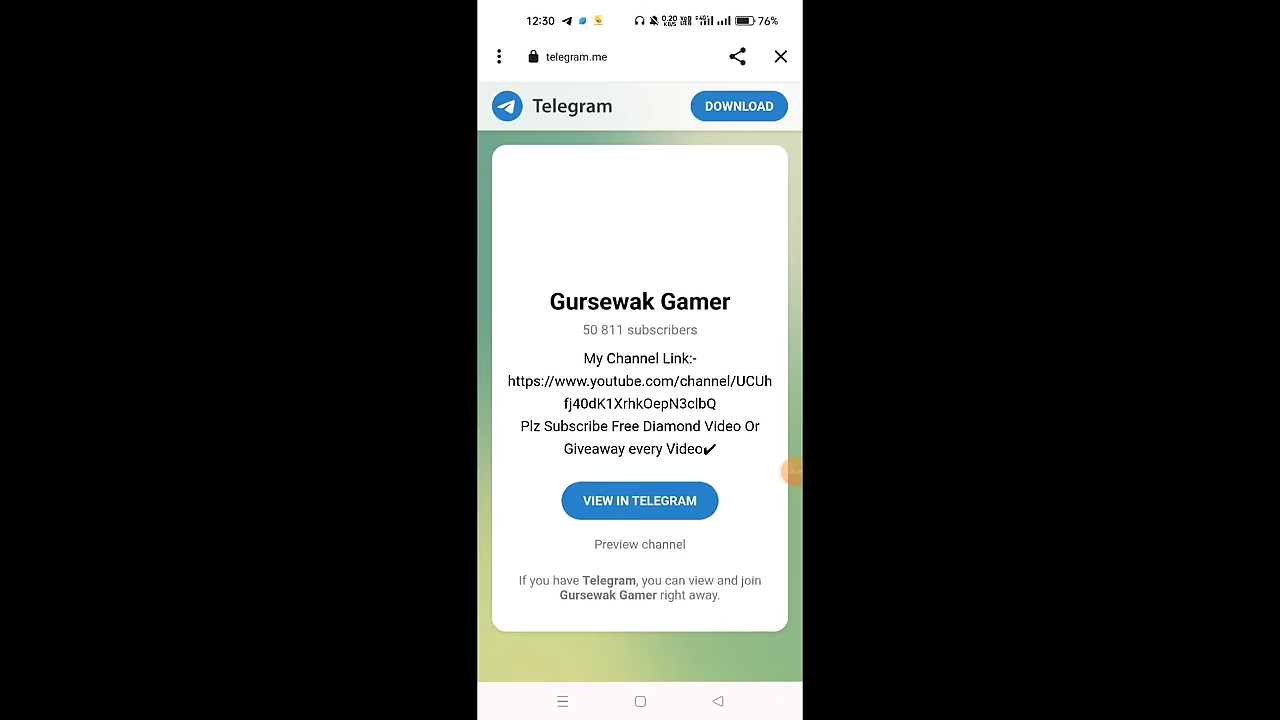 12:30 76%
telegram.me
Telegram DOWNLOAD
Gursewak Gamer
50 811 subscribers
My Channel Link:-
https://www.youtube.com/channel/UCUh
fj40dK1XrhkOepN3clbQ
Plz Subscribe Free Diamond Video Or
Giveaway every Video✔
VIEW IN TELEGRAM
Preview channel
If you have Telegram, you can view and join
Gursewak Gamer right away.